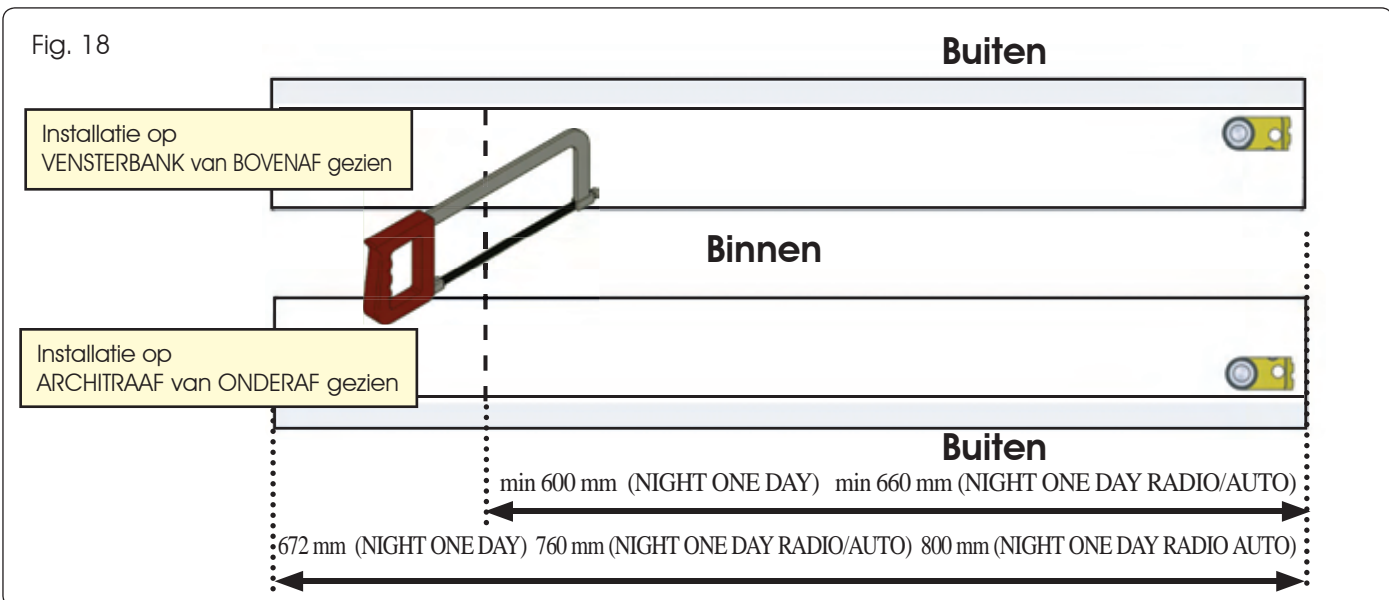 Fig. 18
Buiten
Installatie op
VENSTERBANK van BOVENAF gezien
Binnen
Installatie op
ARCHITRAAF van ONDERAF gezien
Buiten
min 600 mm (NIGHT ONE DAY) min 660 mm (NIGHT ONE DAY RADIO/AUTO)
672 mm (NIGHT ONE DAY) 760 mm (NIGHT ONE DAY RADIO/AUTO) 800 mm (NIGHT ONE DAY RADIO AUTO)